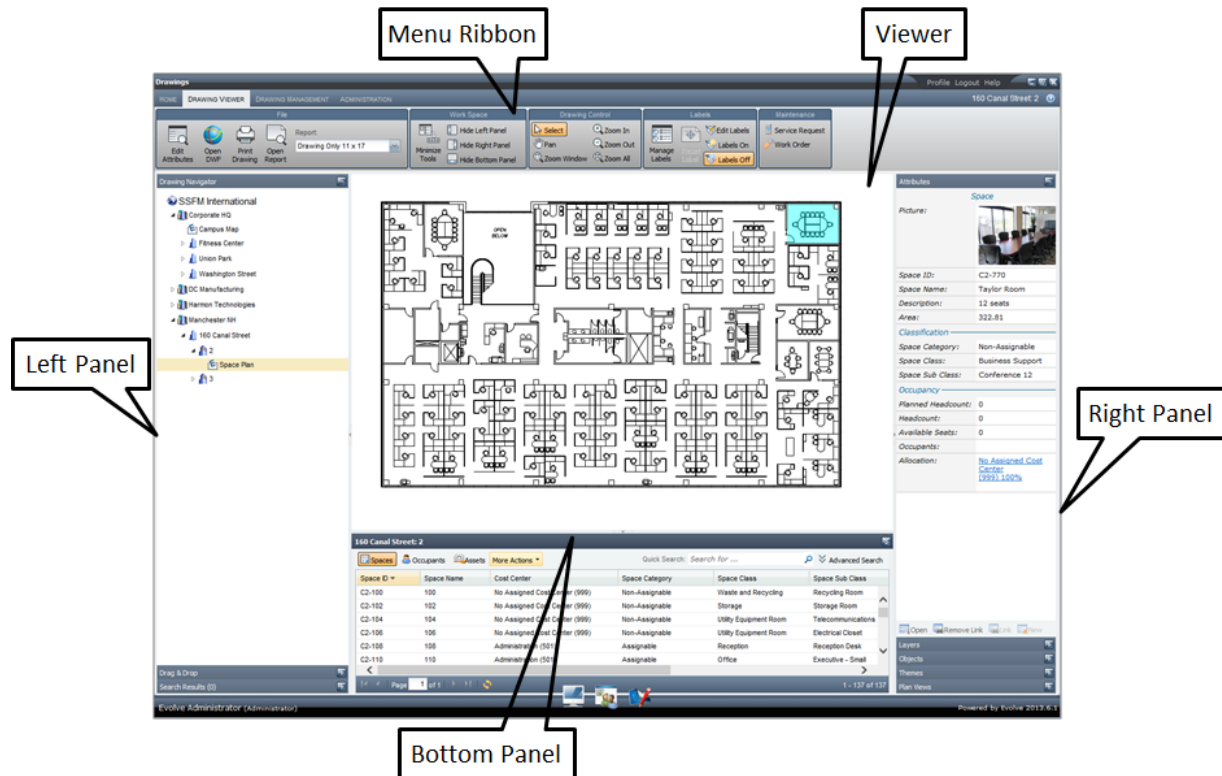 Menu Ribbon
Viewer
Drawings
Profile Logout Help
HOME DRAWING VIEWER DRAWING MANAGEMENT ADMINISTRATION
160 Canal Street: 2
File
Work Space
Drawing Control
Labels
Maintenance
Edit Attributes
Open DWF
Print Drawing
Open Report
Report
Drawing Only 11 x 17
Minimize Tools
Hide Left Panel
Hide Right Panel
Hide Bottom Panel
Select
Pan
Zoom Window
Zoom In
Zoom Out
Zoom All
Manage Labels
Edit Labels
Labels On
Labels Off
Service Request
Work Order
Drawing Navigator
SSFM International
Corporate HQ
Campus Map
Fitness Center
Union Park
Washington Street
DC Manufacturing
Harmon Technologies
Manchester NH
160 Canal Street
2
Space Plan
3
Left Panel
Drag & Drop
Search Results (0)
OPEN
BELOW
Attributes
Space
Picture:
Space ID: C2-770
Space Name: Taylor Room
Description: 12 seats
Area: 322.81
Classification
Space Category: Non-Assignable
Space Class: Business Support
Space Sub Class: Conference 12
Occupancy
Planned Headcount: 0
Headcount: 0
Available Seats: 0
Occupants:
Allocation: No Assigned Cost
Center
(999) 100%
Right Panel
Open Remove Link Link New
Layers
Objects
Themes
Plan Views
160 Canal Street: 2
Spaces Occupants Assets More Actions Quick Search: Search for ... Advanced Search
Space ID Space Name Cost Center Space Category Space Class Space Sub Class
C2-100 100 No Assigned Cost Center (999) Non-Assignable Waste and Recycling Recycling Room
C2-102 102 No Assigned Cost Center (999) Non-Assignable Storage Storage Room
C2-104 104 No Assigned Cost Center (999) Non-Assignable Utility Equipment Room Telecommunications
C2-106 106 No Assigned Cost Center (999) Non-Assignable Utility Equipment Room Electrical Closet
C2-108 108 Administration (501) Assignable Reception Reception Desk
C2-110 110 Administration (501) Assignable Office Executive - Small
Page 1 of 1
1 - 137 of 137
Evolve Administrator (Administrator)
Powered by Evolve 2013.6.1
Bottom Panel